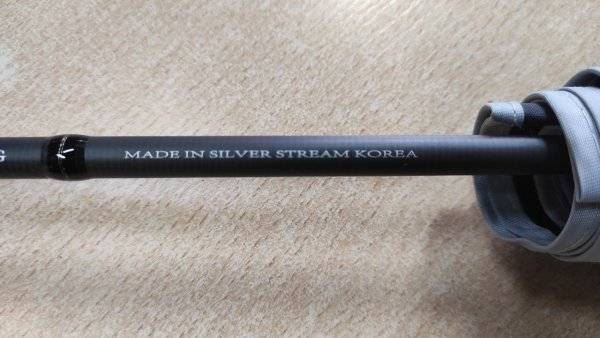 G
MADE IN SILVER STREAM KOREA